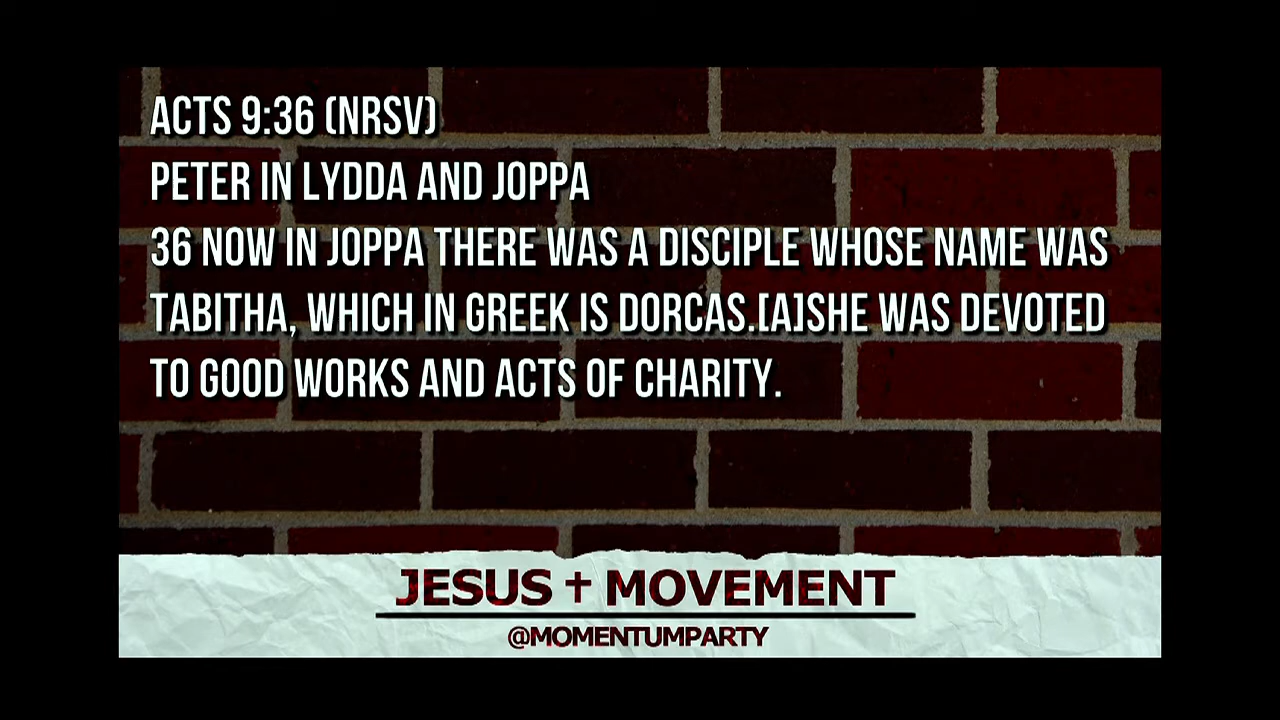 ACTS 9:36 (NRSV)
PETER IN LYDDA AND JOPPA
36 NOW IN JOPPA THERE WAS A DISCIPLE WHOSE NAME WAS
TABITHA, WHICH IN GREEK IS DORCAS.[A]SHE WAS DEVOTED
TO GOOD WORKS AND ACTS OF CHARITY.
JESUS † MOVEMENT
@MOMENTUMPARTY